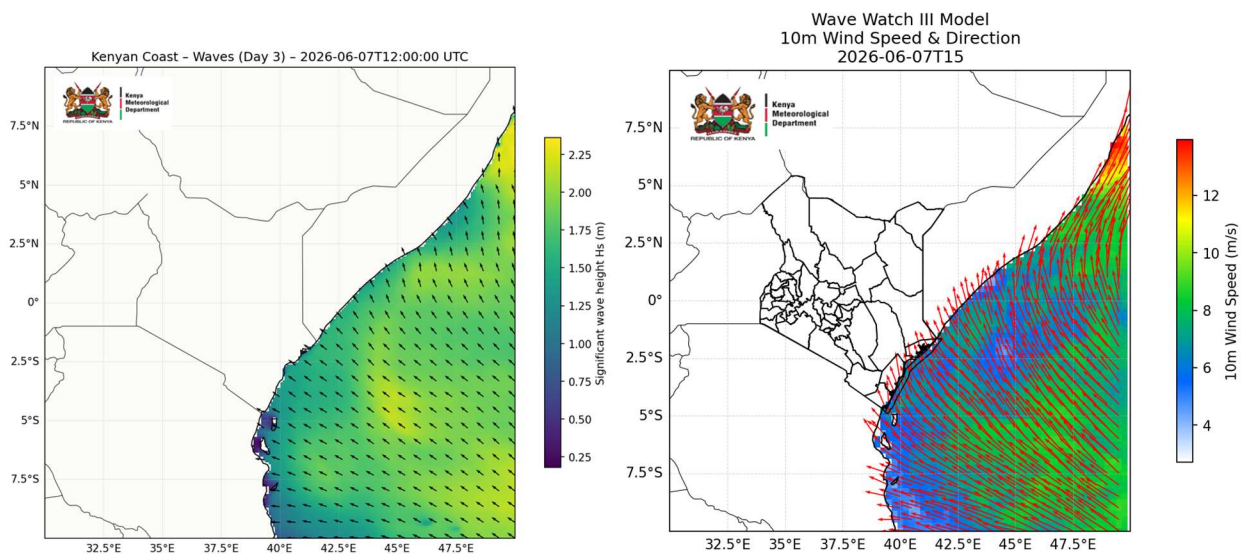 Kenyan Coast – Waves (Day 3) – 2026-06-07T12:00:00 UTC
Kenya
Meteorological
Department
REPUBLIC OF KENYA
7.5°N
5°N
2.5°N
0°
2.5°S
5°S
7.5°S
32.5°E 35°E 37.5°E 40°E 42.5°E 45°E 47.5°E
2.25
2.00
1.75
1.50
1.25
1.00
0.75
0.50
0.25
Significant wave height Hs (m)
Wave Watch III Model
10m Wind Speed & Direction
2026-06-07T15
Kenya
Meteorological
Department
REPUBLIC OF KENYA
7.5°N
5°N
2.5°N
0°
2.5°S
5°S
7.5°S
32.5°E 35°E 37.5°E 40°E 42.5°E 45°E 47.5°E
12
10
8
6
4
10m Wind Speed (m/s)